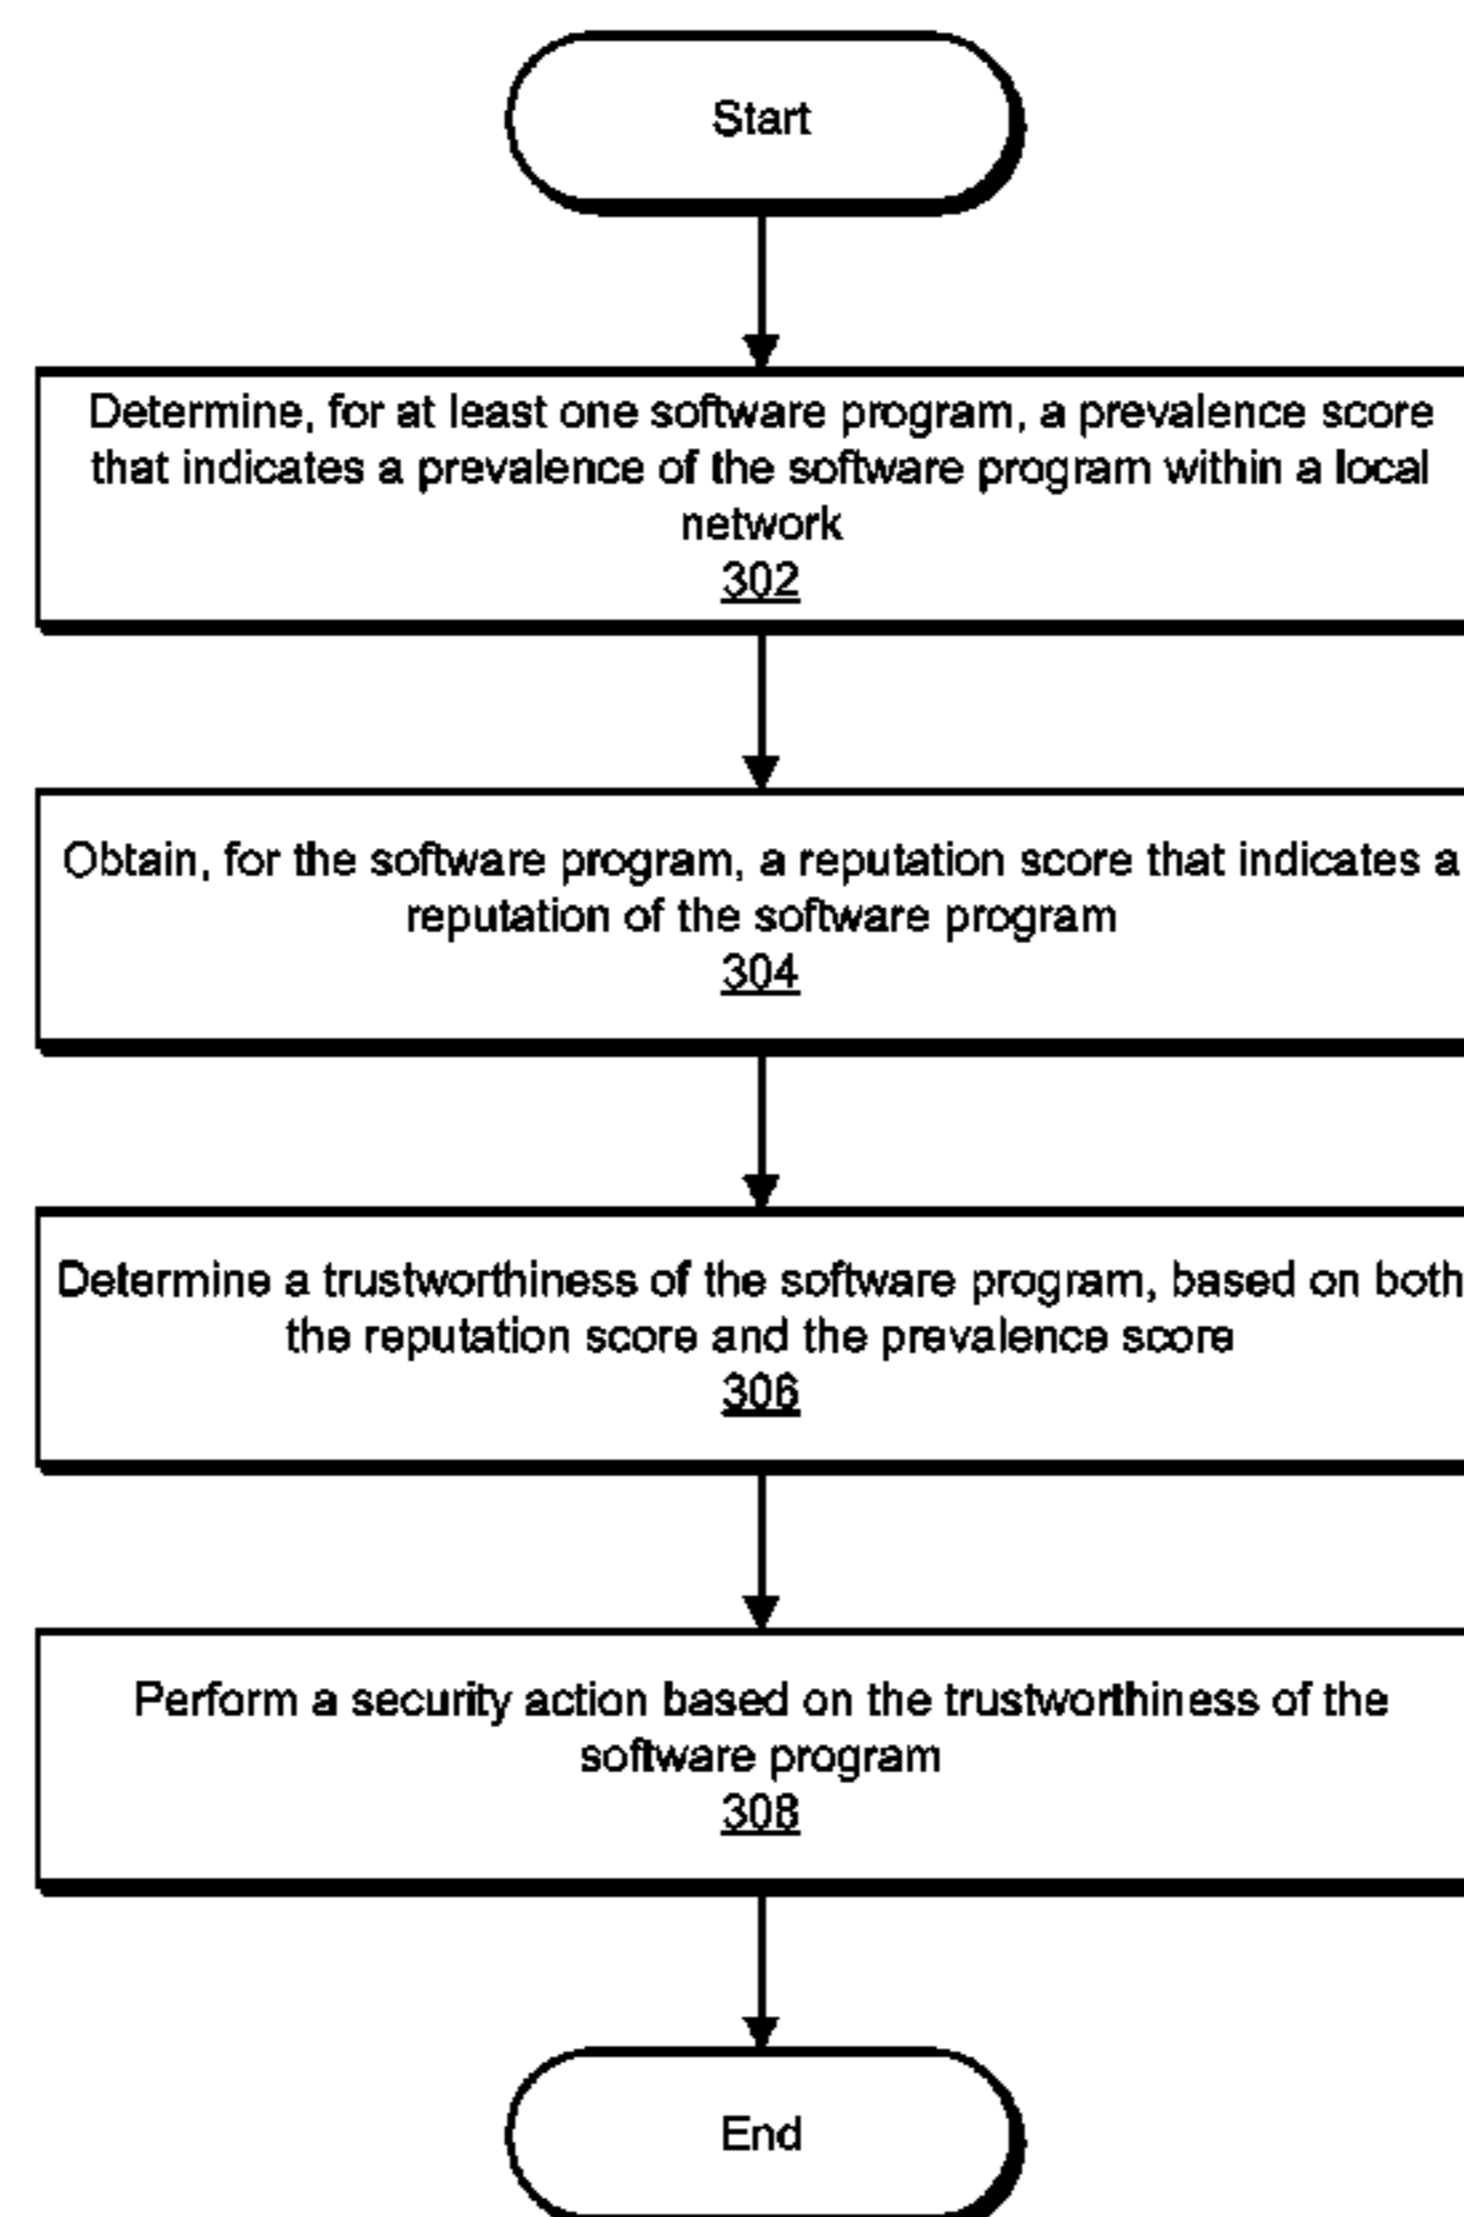 Start
Determine, for at least one software program, a prevalence score
that indicates a prevalence of the software program within a local
network
302
Obtain, for the software program, a reputation score that indicates a
reputation of the software program
304
Determine a trustworthiness of the software program, based on both
the reputation score and the prevalence score
306
Perform a security action based on the trustworthiness of the
software program
308
End